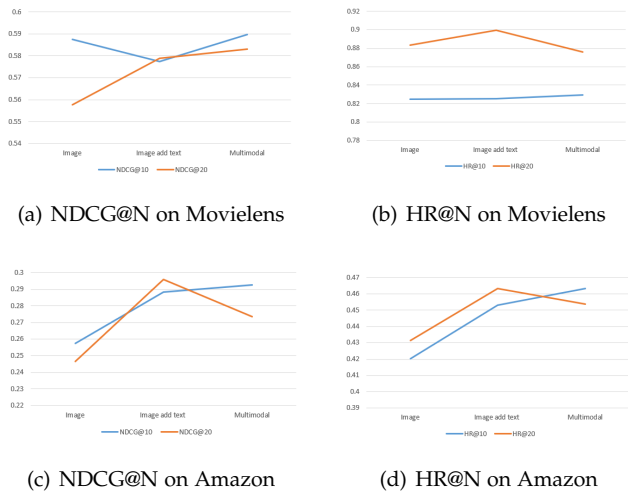 0.6
0.59
0.58
0.57
0.56
0.55
0.54
Image Image add text Multimodal
NDCG@10 NDCG@20
(a) NDCG@N on Movielens
0.92
0.9
0.88
0.86
0.84
0.82
0.8
0.78
Image Image add text Multimodal
HR@10 HR@20
(b) HR@N on Movielens
0.3
0.29
0.28
0.27
0.26
0.25
0.24
0.23
0.22
Image Image add text Multimodal
NDCG@10 NDCG@20
(c) NDCG@N on Amazon
0.47
0.46
0.45
0.44
0.43
0.42
0.41
0.4
0.39
Image Image add text Multimodal
HR@10 HR@20
(d) HR@N on Amazon